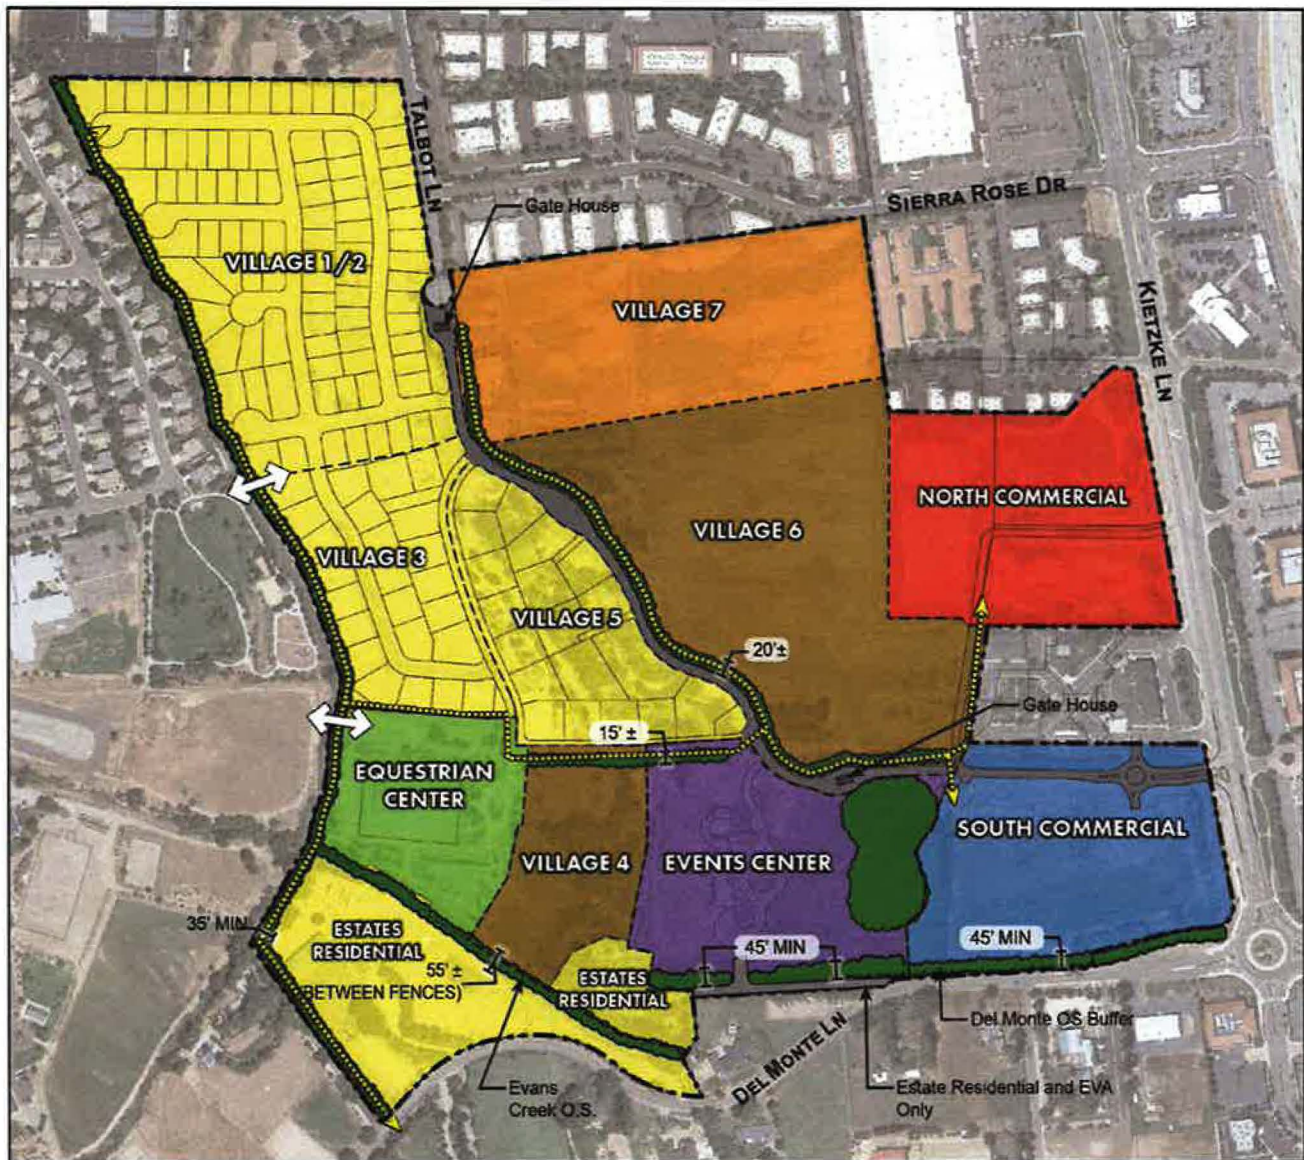 TALBOT LN
Gate House
SIERRA ROSE DR
VILLAGE 1/2
VILLAGE 7
KIETZKE LN
NORTH COMMERCIAL
VILLAGE 6
VILLAGE 3
VILLAGE 5
20'±
Gate House
15' ±
EQUESTRIAN
CENTER
SOUTH COMMERCIAL
VILLAGE 4
EVENTS CENTER
35' MIN
ESTATES
RESIDENTIAL
45' MIN
45' MIN
55' ±
(BETWEEN FENCES)
ESTATES
RESIDENTIAL
Del Monte OS Buffer
DEL MONTE LN
Evans
Creek O.S.
Estate Residential and EVA
Only